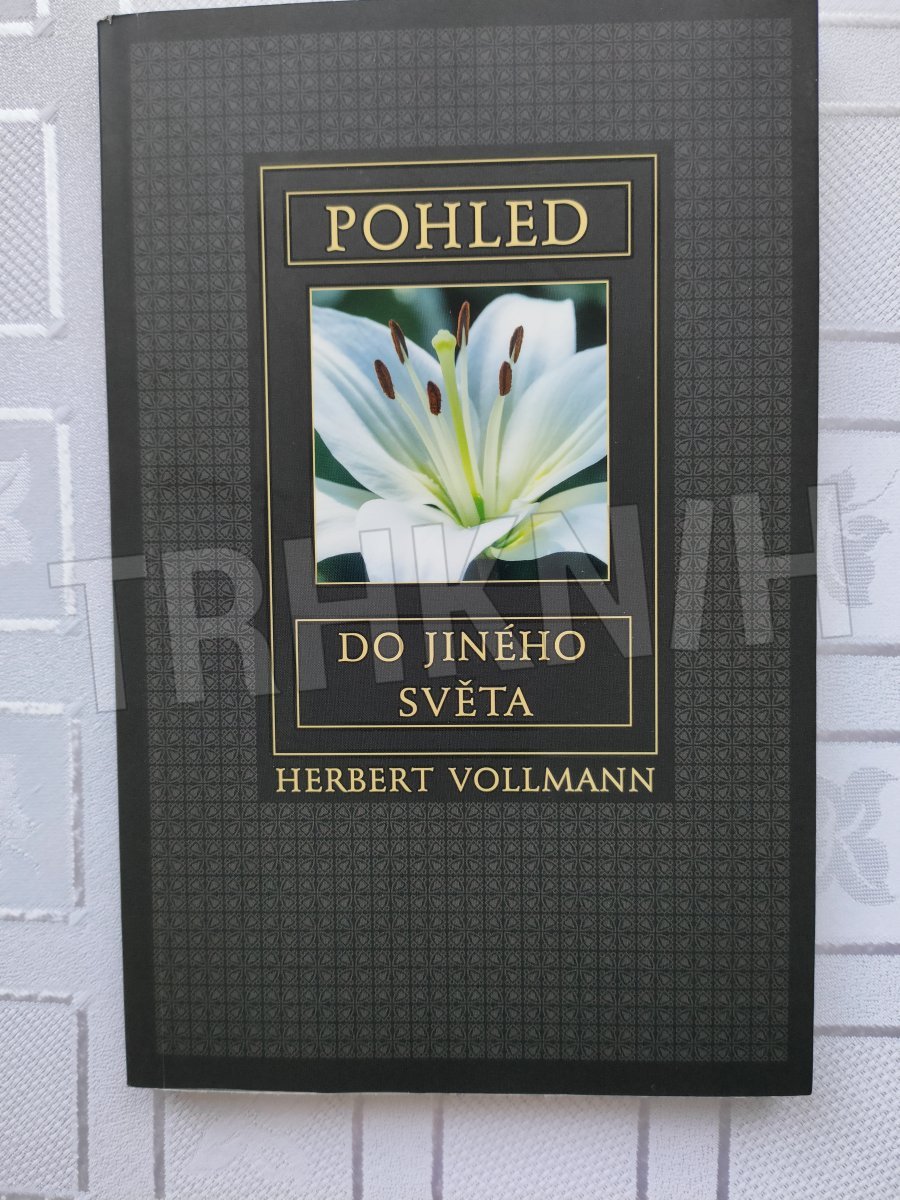 POHLED
TRHKNIH
DO JINÉHO
SVĚTA
HERBERT VOLLMANN